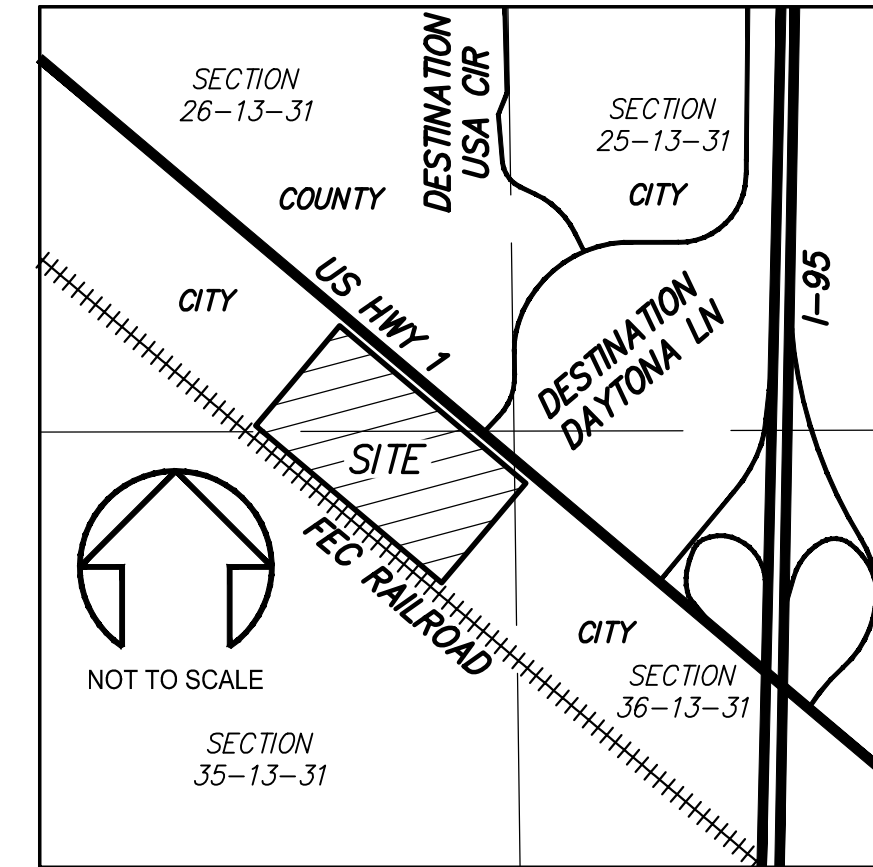 SECTION
26-13-31
DESTINATION
USA CIR
SECTION
25-13-31
COUNTY
CITY
CITY
US HWY 1
I-95
DESTINATION
DAYTONA LN
SITE
FEC RAILROAD
NOT TO SCALE
CITY
SECTION
36-13-31
SECTION
35-13-31